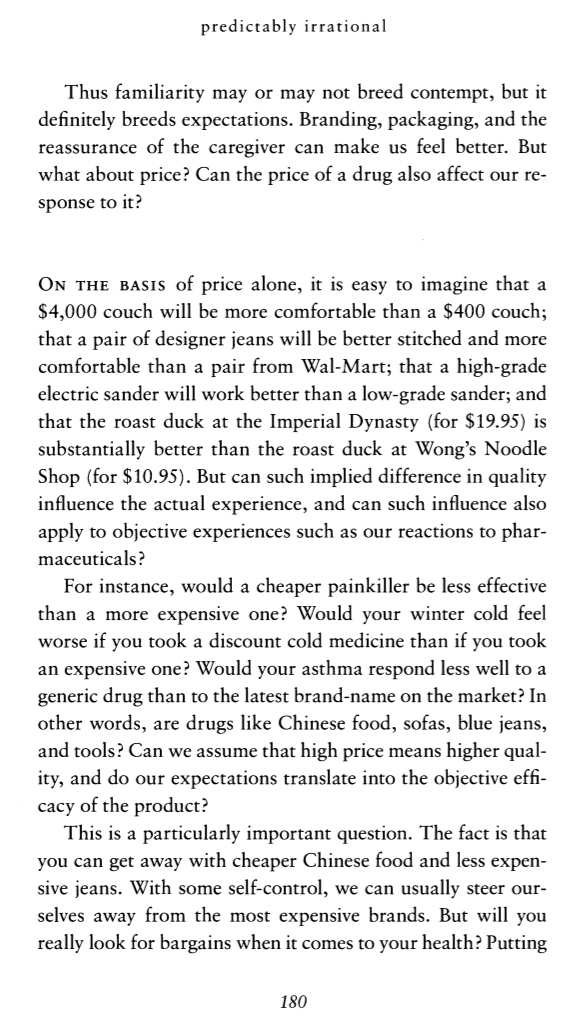 predictably irrational
Thus familiarity may or may not breed contempt, but it
definitely breeds expectations. Branding, packaging, and the
reassurance of the caregiver can make us feel better. But
what about price? Can the price of a drug also affect our re-
sponse to it?
ON THE BASIS of price alone, it is easy to imagine that a
$4,000 couch will be more comfortable than a $400 couch;
that a pair of designer jeans will be better stitched and more
comfortable than a pair from Wal-Mart; that a high-grade
electric sander will work better than a low-grade sander; and
that the roast duck at the Imperial Dynasty (for $19.95) is
substantially better than the roast duck at Wong's Noodle
Shop (for $10.95). But can such implied difference in quality
influence the actual experience, and can such influence also
apply to objective experiences such as our reactions to phar-
maceuticals?
For instance, would a cheaper painkiller be less effective
than a more expensive one? Would your winter cold feel
worse if you took a discount cold medicine than if you took
an expensive one? Would your asthma respond less well to a
generic drug than to the latest brand-name on the market? In
other words, are drugs like Chinese food, sofas, blue jeans,
and tools? Can we assume that high price means higher qual-
ity, and do our expectations translate into the objective effi-
cacy of the product?
This is a particularly important question. The fact is that
you can get away with cheaper Chinese food and less expen-
sive jeans. With some self-control, we can usually steer our-
selves away from the most expensive brands. But will you
really look for bargains when it comes to your health? Putting
180